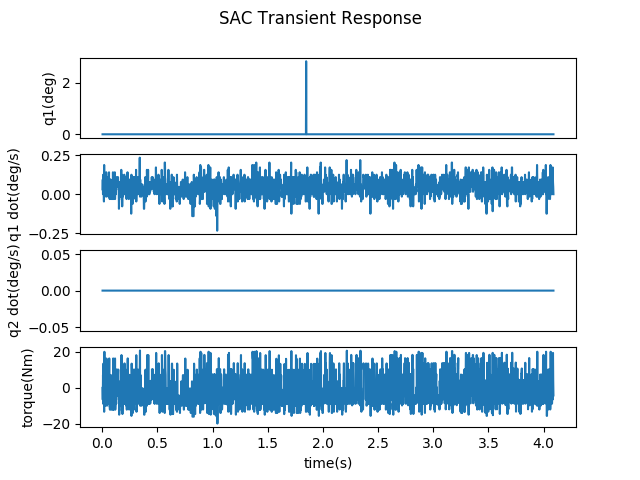 SAC Transient Response
q1(deg)
2
0
q1 dot(deg/s)
0.25
0.00
−0.25
q2 dot(deg/s)
0.05
0.00
−0.05
torque(Nm)
20
0
−20
0.0 0.5 1.0 1.5 2.0 2.5 3.0 3.5 4.0
time(s)